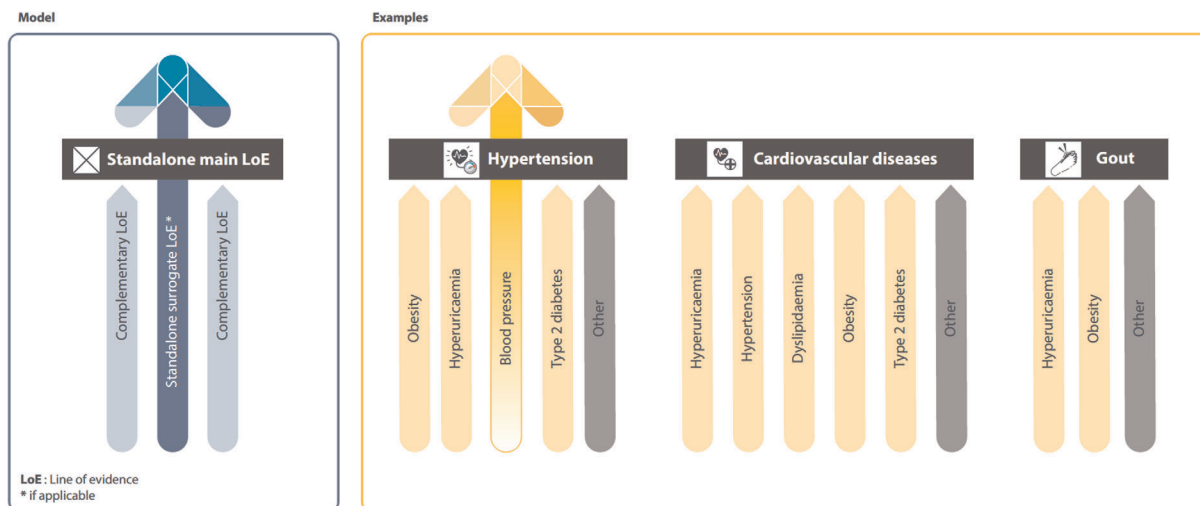 Model
Standalone main LoE
Complementary LoE
Standalone surrogate LoE *
Complementary LoE
LoE : Line of evidence
* if applicable
Examples
Hypertension
Obesity
Hyperuricaemia
Blood pressure
Type 2 diabetes
Other
Cardiovascular diseases
Hyperuricaemia
Hypertension
Dyslipidaemia
Obesity
Type 2 diabetes
Other
Gout
Hyperuricaemia
Obesity
Other